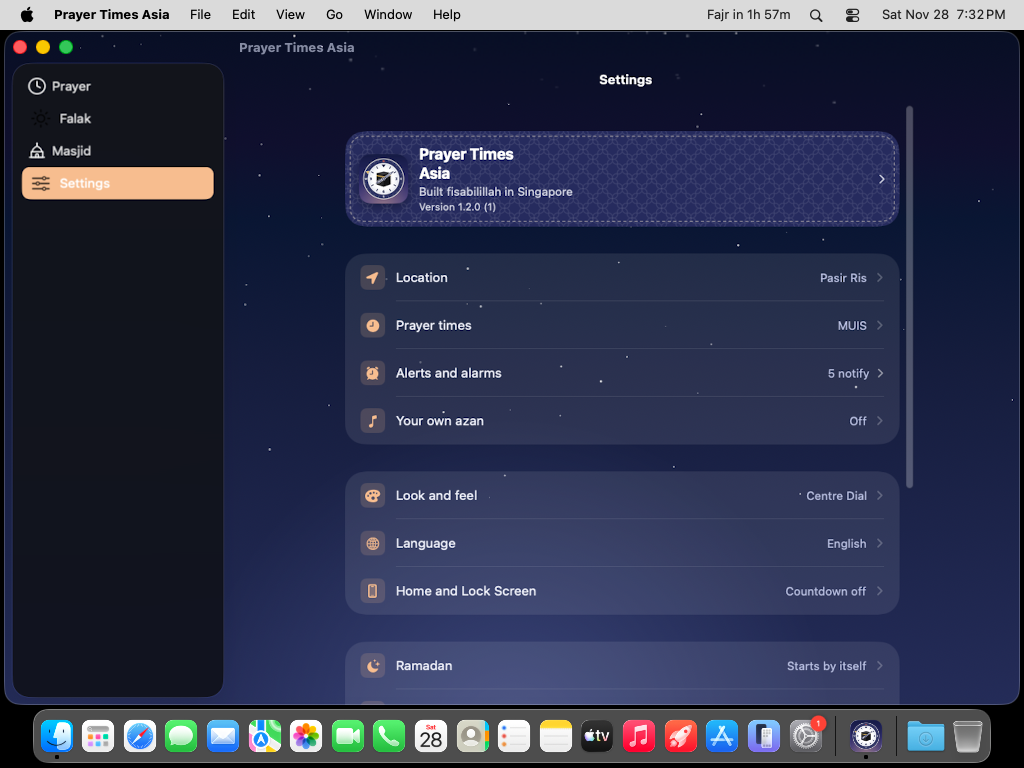 Prayer Times Asia File Edit View Go Window Help Fajr in 1h 57m Sat Nov 28 7:32 PM
Prayer Times Asia
Prayer
Falak
Masjid
Settings
Settings
Prayer Times
Asia
Built fisabilillah in Singapore
Version 1.2.0 (1)
Location Pasir Ris
Prayer times MUIS
Alerts and alarms 5 notify
Your own azan Off
Look and feel Centre Dial
Language English
Home and Lock Screen Countdown off
Ramadan Starts by itself
Sat
28
tv
1